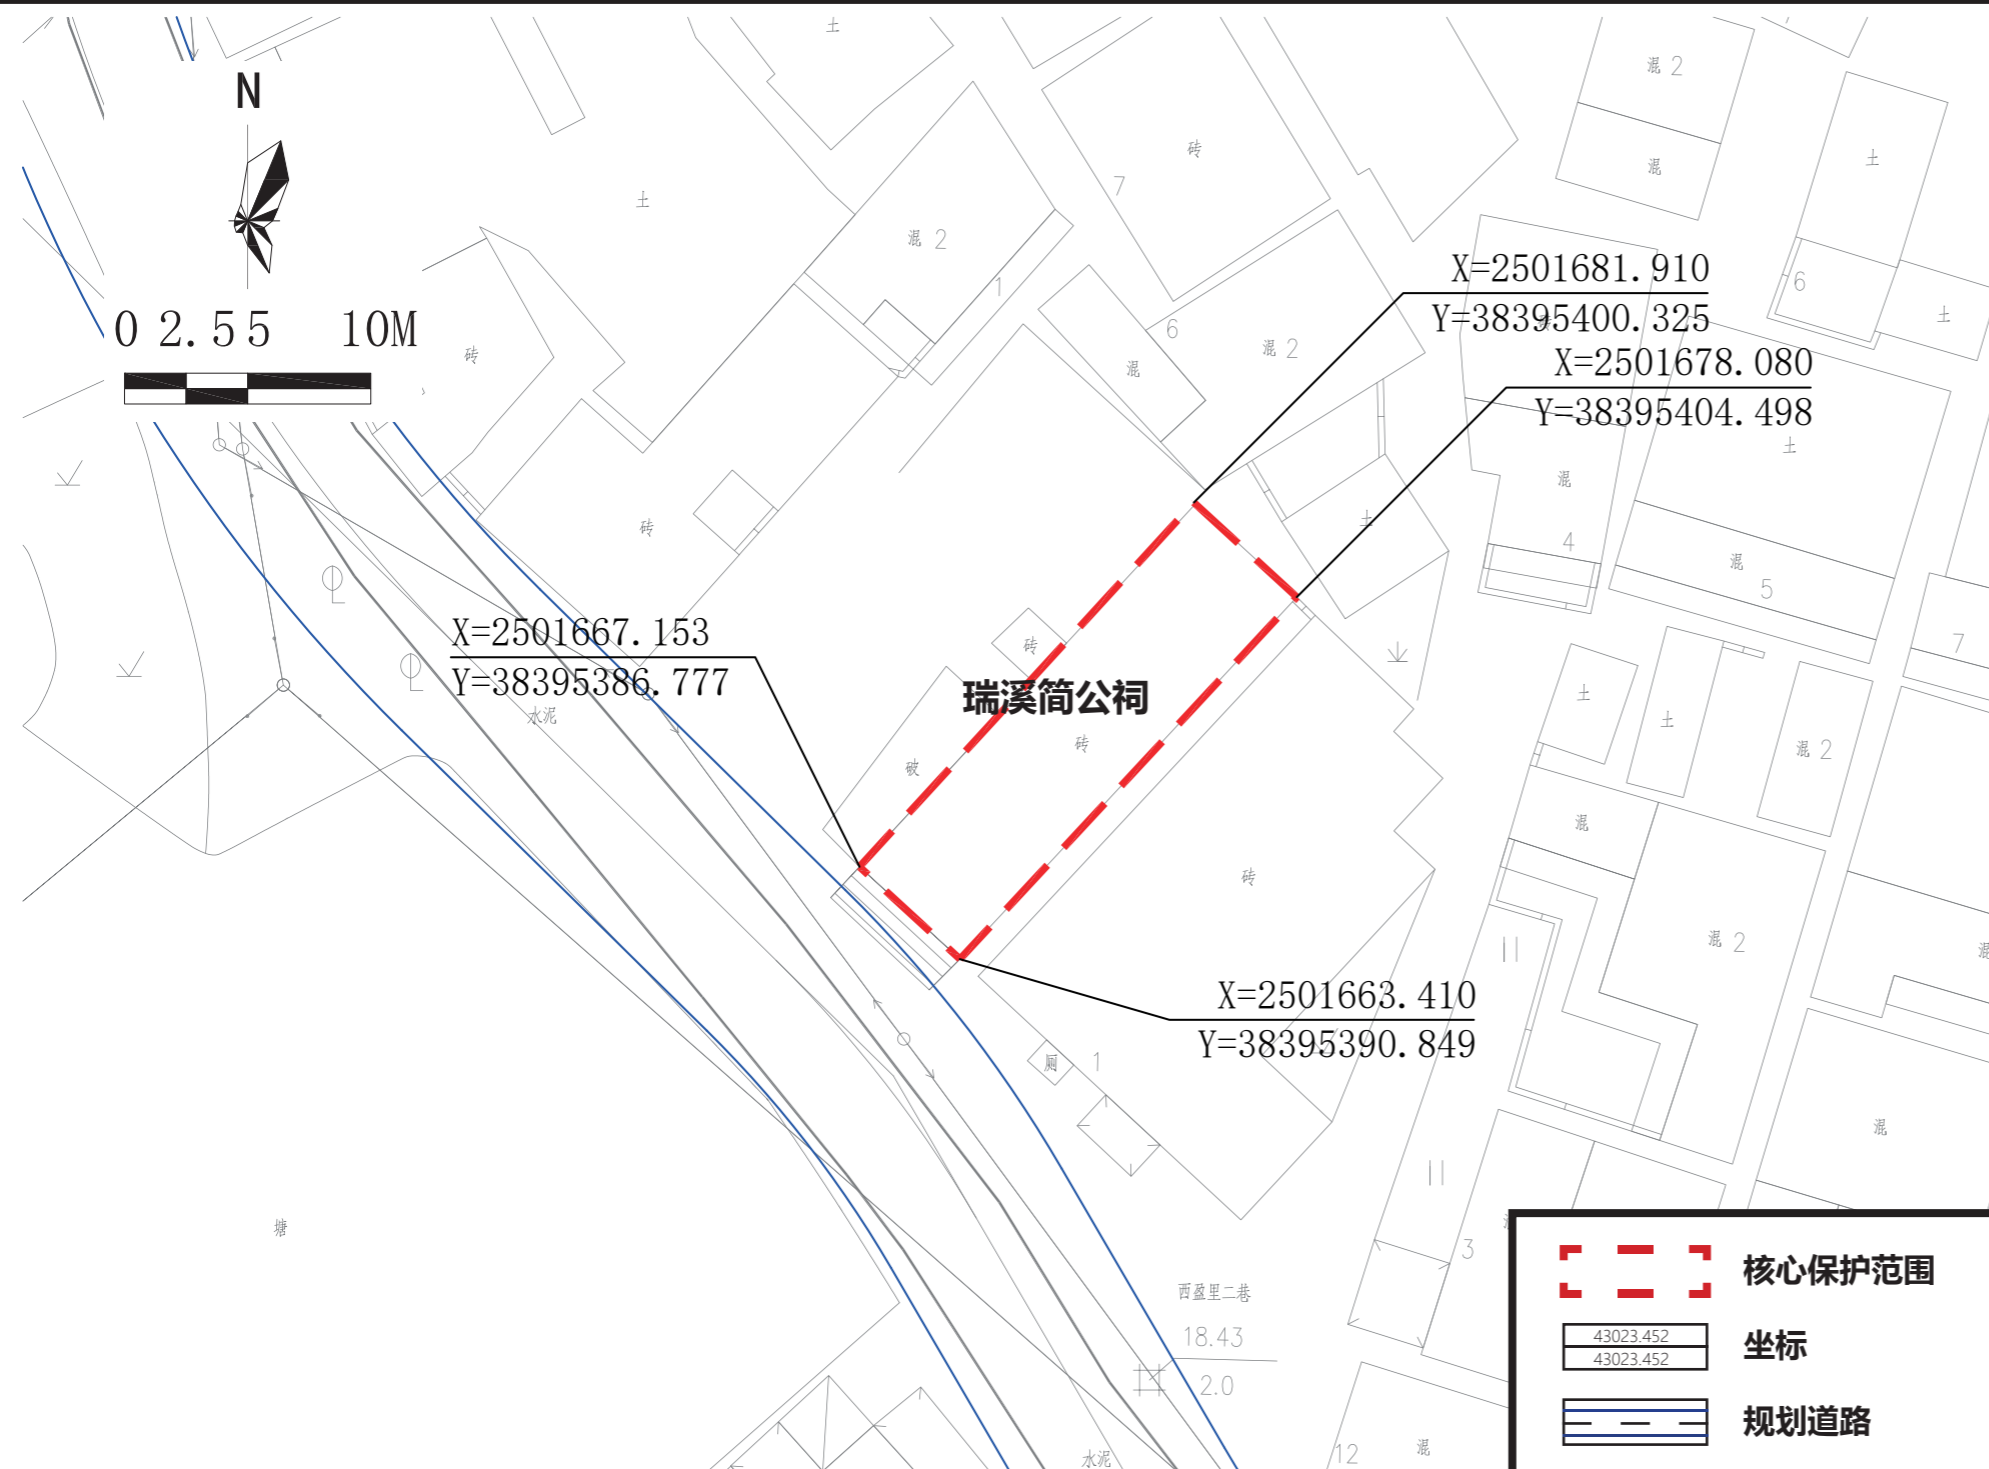 土
混 2
N
砖
混
土
7
土
混 2
1
X=2501681.910
Y=38395400.325
6
土
0 2.55 10M
6
混 2
混
砖
X=2501678.080
Y=38395404.498
土
混
砖
土
4
混
5
X=2501667.153
Y=38395386.777
砖
7
瑞溪简公祠
土
土
水泥
砖
混 2
破
混
砖
混 2
混
X=2501663.410
Y=38395390.849
厕
1
混
塘
3
西盈里二巷
18.43
2.0
核心保护范围
43023.452
43023.452
坐标
规划道路
12
混
水泥